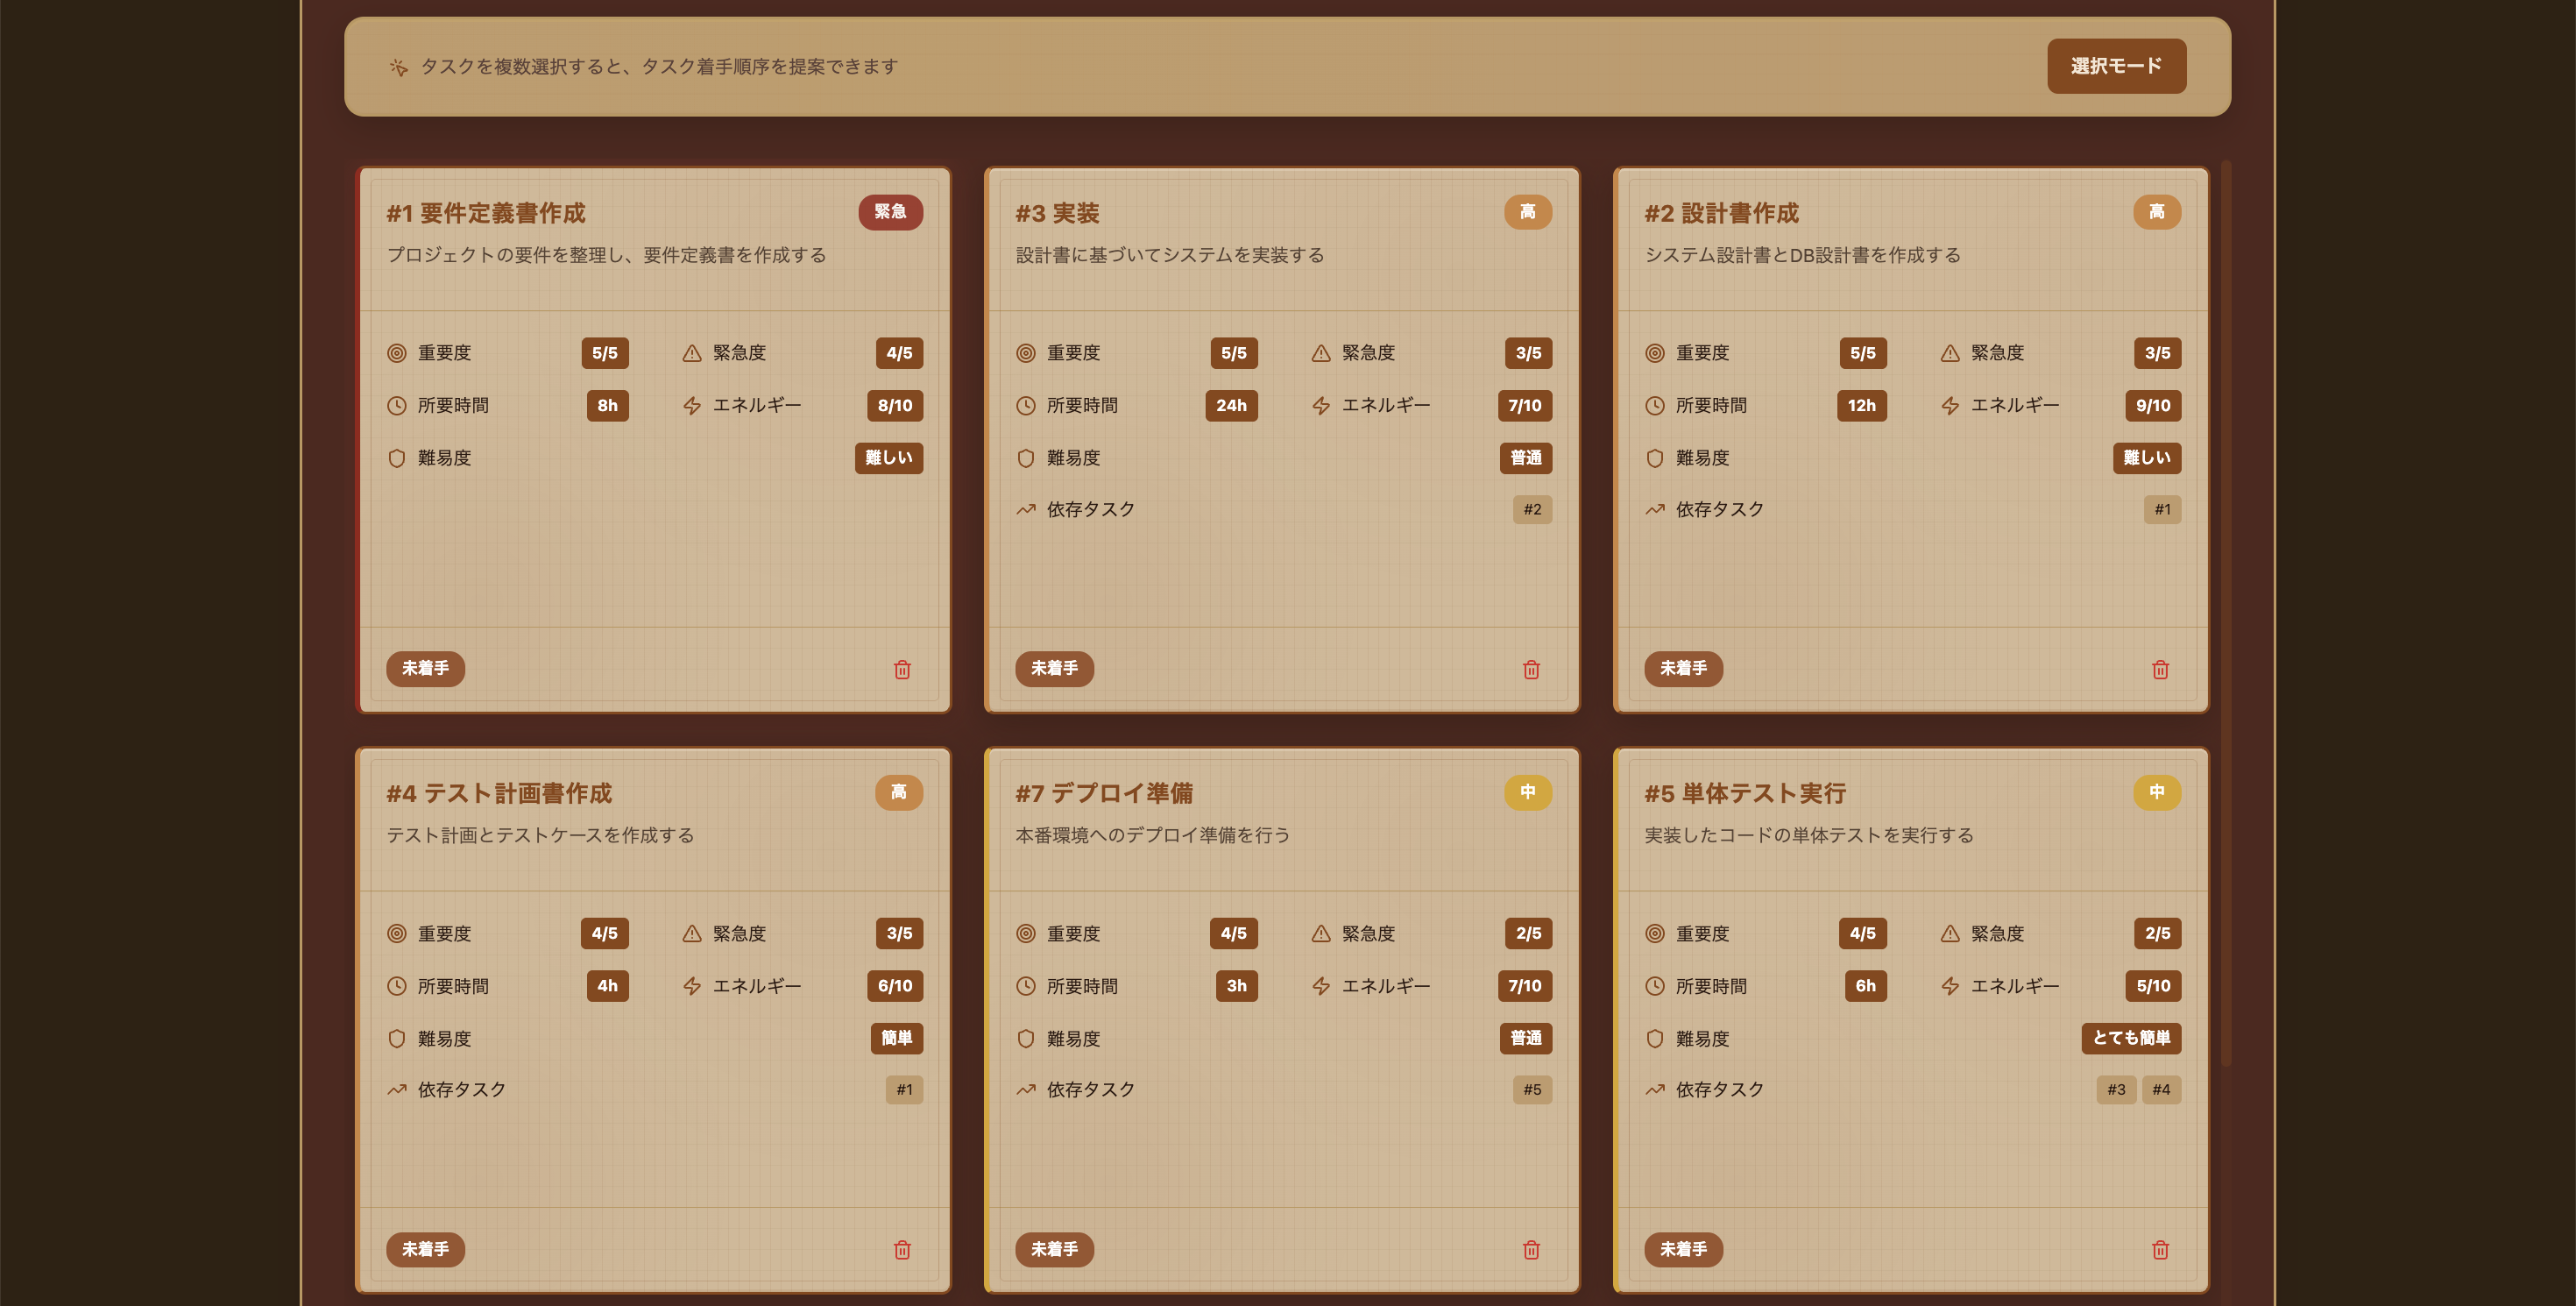 タスクを複数選択すると、タスク着手順序を提案できます
選択モード
#1 要件定義書作成
緊急
プロジェクトの要件を整理し、要件定義書を作成する
重要度 5/5 緊急度 4/5
所要時間 8h エネルギー 8/10
難易度 難しい
未着手
#3 実装
高
設計書に基づいてシステムを実装する
重要度 5/5 緊急度 3/5
所要時間 24h エネルギー 7/10
難易度 普通
依存タスク #2
未着手
#2 設計書作成
高
システム設計書とDB設計書を作成する
重要度 5/5 緊急度 3/5
所要時間 12h エネルギー 9/10
難易度 難しい
依存タスク #1
未着手
#4 テスト計画書作成
高
テスト計画とテストケースを作成する
重要度 4/5 緊急度 3/5
所要時間 4h エネルギー 6/10
難易度 簡単
依存タスク #1
未着手
#7 デプロイ準備
中
本番環境へのデプロイ準備を行う
重要度 4/5 緊急度 2/5
所要時間 3h エネルギー 7/10
難易度 普通
依存タスク #5
未着手
#5 単体テスト実行
中
実装したコードの単体テストを実行する
重要度 4/5 緊急度 2/5
所要時間 6h エネルギー 5/10
難易度 とても簡単
依存タスク #3 #4
未着手